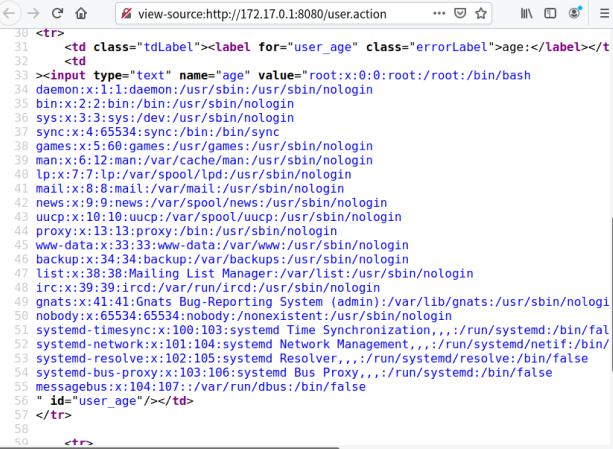 view-source:http://172.17.0.1:8080/user.action
30 <tr>
31 <td class="tdLabel"><label for="user_age" class="errorLabel">age:</label></t
32 <td
33 ><input type="text" name="age" value="root:x:0:0:root:/root:/bin/bash
34 daemon:x:1:1:daemon:/usr/sbin:/usr/sbin/nologin
35 bin:x:2:2:bin:/bin:/usr/sbin/nologin
36 sys:x:3:3:sys:/dev:/usr/sbin/nologin
37 sync:x:4:65534:sync:/bin:/bin/sync
38 games:x:5:60:games:/usr/games:/usr/sbin/nologin
39 man:x:6:12:man:/var/cache/man:/usr/sbin/nologin
40 lp:x:7:7:lp:/var/spool/lpd:/usr/sbin/nologin
41 mail:x:8:8:mail:/var/mail:/usr/sbin/nologin
42 news:x:9:9:news:/var/spool/news:/usr/sbin/nologin
43 uucp:x:10:10:uucp:/var/spool/uucp:/usr/sbin/nologin
44 proxy:x:13:13:proxy:/bin:/usr/sbin/nologin
45 www-data:x:33:33:www-data:/var/www:/usr/sbin/nologin
46 backup:x:34:34:backup:/var/backups:/usr/sbin/nologin
47 list:x:38:38:Mailing List Manager:/var/list:/usr/sbin/nologin
48 irc:x:39:39:ircd:/var/run/ircd:/usr/sbin/nologin
49 gnats:x:41:41:Gnats Bug-Reporting System (admin):/var/lib/gnats:/usr/sbin/nologi
50 nobody:x:65534:65534:nobody:/nonexistent:/usr/sbin/nologin
51 systemd-timesync:x:100:103:systemd Time Synchronization,,,:/run/systemd:/bin/fal
52 systemd-network:x:101:104:systemd Network Management,,,:/run/systemd/netif:/bin/
53 systemd-resolve:x:102:105:systemd Resolver,,,:/run/systemd/resolve:/bin/false
54 systemd-bus-proxy:x:103:106:systemd Bus Proxy,,,:/run/systemd:/bin/false
55 messagebus:x:104:107::/var/run/dbus:/bin/false
56 " id="user_age"/></td>
57 </tr>
58
59 <tr>